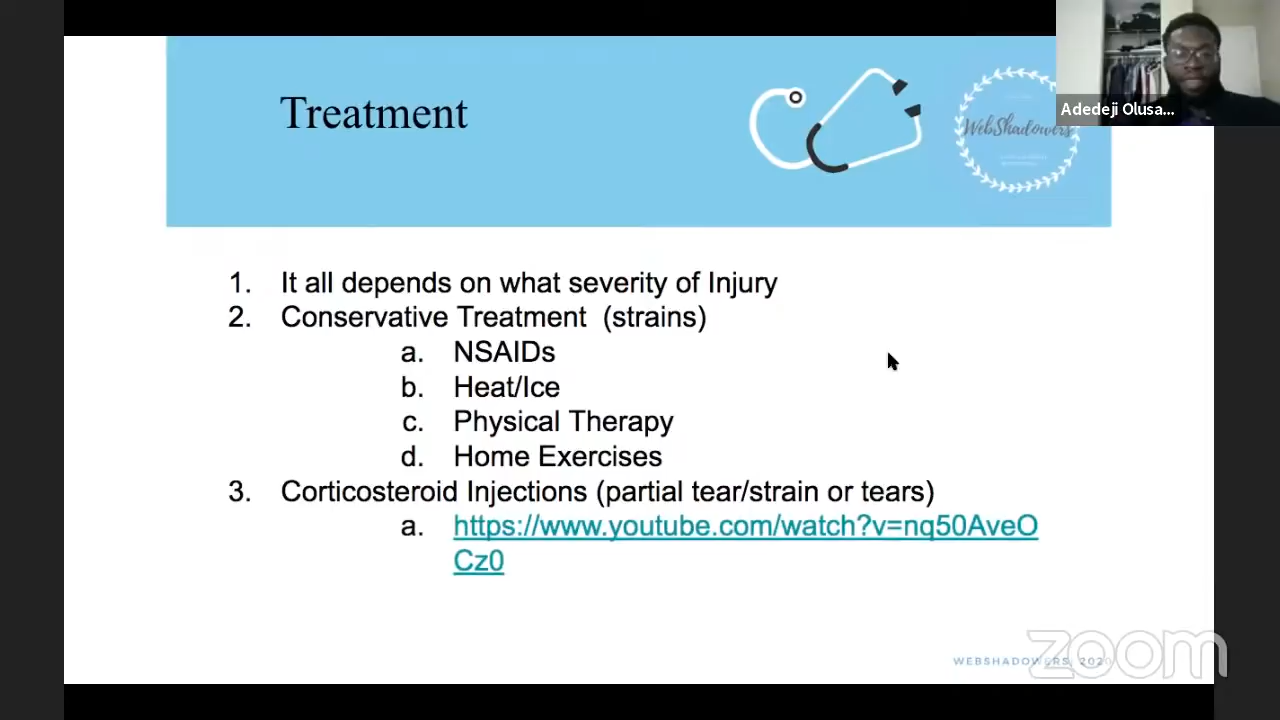 Treatment
WebShadowers
Adedeji Olusa...
1. It all depends on what severity of Injury
2. Conservative Treatment (strains)
a. NSAIDs
b. Heat/Ice
c. Physical Therapy
d. Home Exercises
3. Corticosteroid Injections (partial tear/strain or tears)
a. https://www.youtube.com/watch?v=nq50AveO
Cz0
WEBSHADOWERS, 2020
zoom